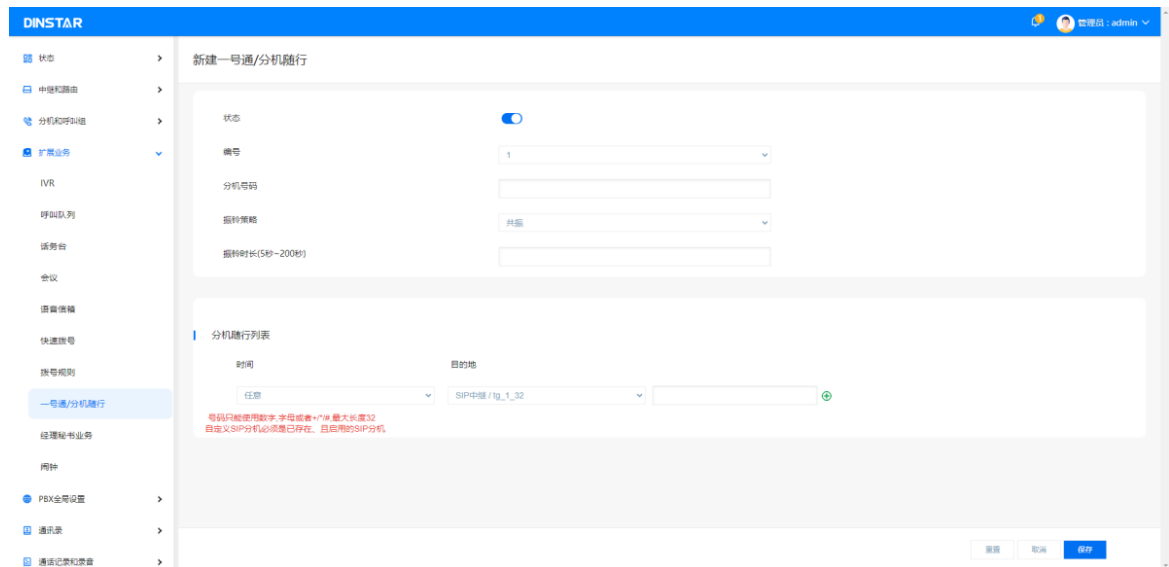 DINSTAR
管理员 : admin
状态
中继和路由
分机和呼叫组
扩展业务
IVR
呼叫队列
话务台
会议
语音信箱
快速拨号
拨号规则
一号通/分机随行
经理秘书业务
闹钟
PBX全局设置
通讯录
通话记录和录音
新建一号通/分机随行
状态
编号
1
分机号码
振铃策略
共振
振铃时长(5秒~200秒)
分机随行列表
时间
目的地
任意
SIP中继 / tg_1_32
号码只能使用数字,字母或者+/*/#,最大长度32
自定义SIP分机必须是已存在、且启用的SIP分机
重置
取消
保存